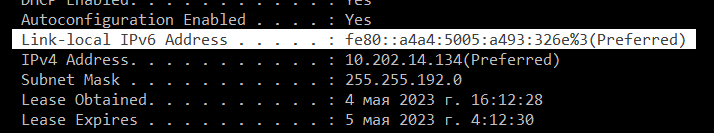 DHCP Enabled. . . . . . . . . . . : Yes
Autoconfiguration Enabled . . . . : Yes
Link-local IPv6 Address . . . . . : fe80::a4a4:5005:a493:326e%3(Preferred)
IPv4 Address. . . . . . . . . . . : 10.202.14.134(Preferred)
Subnet Mask . . . . . . . . . . . : 255.255.192.0
Lease Obtained. . . . . . . . . . : 4 мая 2023 г. 16:12:28
Lease Expires . . . . . . . . . . : 5 мая 2023 г. 4:12:30